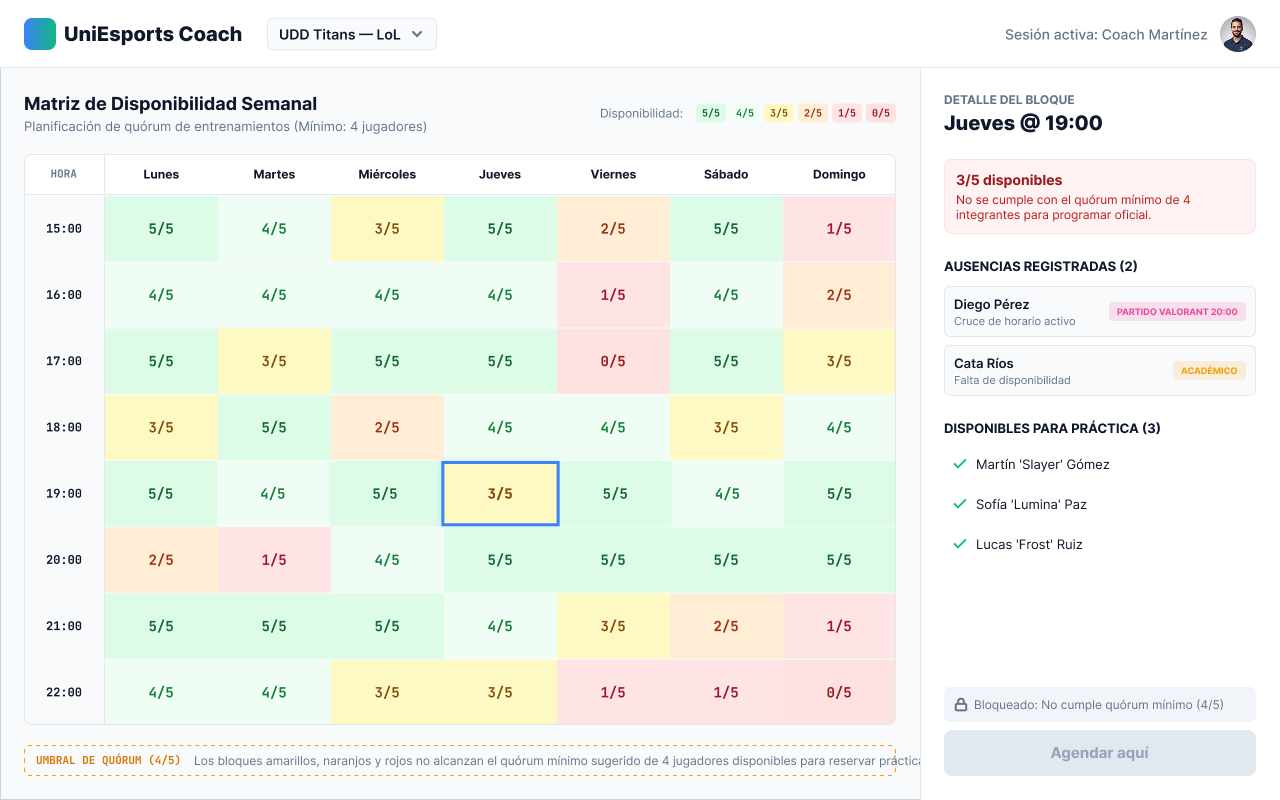 UniEsports Coach
UDD Titans — LoL
Sesión activa: Coach Martínez
Matriz de Disponibilidad Semanal
Planificación de quórum de entrenamientos (Mínimo: 4 jugadores)
Disponibilidad: 5/5 4/5 3/5 2/5 1/5 0/5
HORA Lunes Martes Miércoles Jueves Viernes Sábado Domingo
15:00 5/5 4/5 3/5 5/5 2/5 5/5 1/5
16:00 4/5 4/5 4/5 4/5 1/5 4/5 2/5
17:00 5/5 3/5 5/5 5/5 0/5 5/5 3/5
18:00 3/5 5/5 2/5 4/5 4/5 3/5 4/5
19:00 5/5 4/5 5/5 3/5 5/5 4/5 5/5
20:00 2/5 1/5 4/5 5/5 5/5 5/5 5/5
21:00 5/5 5/5 5/5 4/5 3/5 2/5 1/5
22:00 4/5 4/5 3/5 3/5 1/5 1/5 0/5
UMBRAL DE QUÓRUM (4/5) Los bloques amarillos, naranjos y rojos no alcanzan el quórum mínimo sugerido de 4 jugadores disponibles para reservar práctica
DETALLE DEL BLOQUE
Jueves @ 19:00
3/5 disponibles
No se cumple con el quórum mínimo de 4
integrantes para programar oficial.
AUSENCIAS REGISTRADAS (2)
Diego Pérez
Cruce de horario activo
PARTIDO VALORANT 20:00
Cata Ríos
Falta de disponibilidad
ACADÉMICO
DISPONIBLES PARA PRÁCTICA (3)
Martín 'Slayer' Gómez
Sofía 'Lumina' Paz
Lucas 'Frost' Ruiz
Bloqueado: No cumple quórum mínimo (4/5)
Agendar aquí